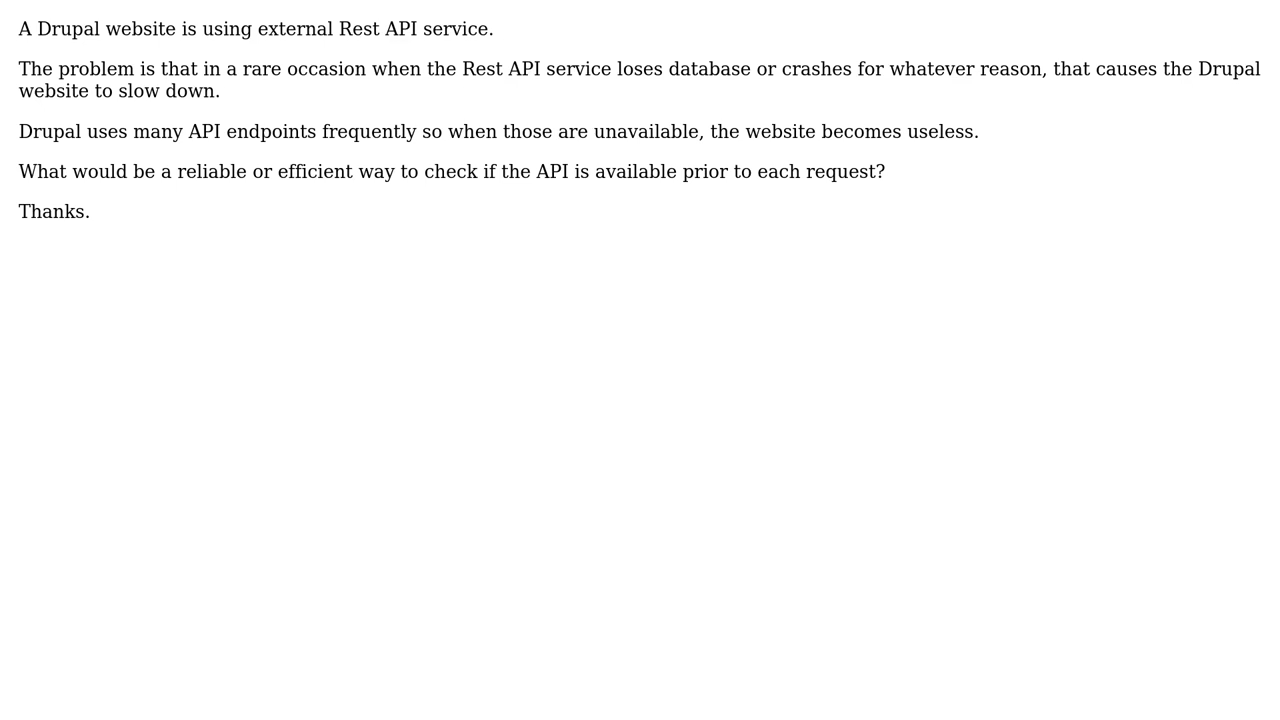 A Drupal website is using external Rest API service.
The problem is that in a rare occasion when the Rest API service loses database or crashes for whatever reason, that causes the Drupal
website to slow down.
Drupal uses many API endpoints frequently so when those are unavailable, the website becomes useless.
What would be a reliable or efficient way to check if the API is available prior to each request?
Thanks.